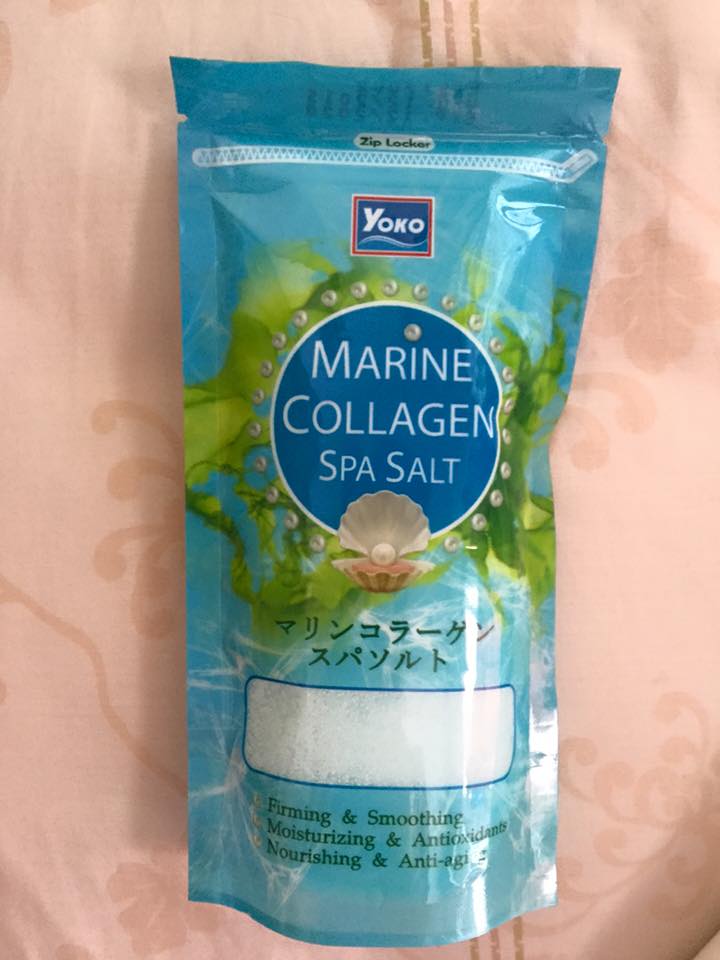 Zip Locker
YOKO
MARINE
COLLAGEN
SPA SALT
マリンコラーゲン
スパソルト
Firming & Smoothing
Moisturizing & Antioxidants
Nourishing & Anti-aging